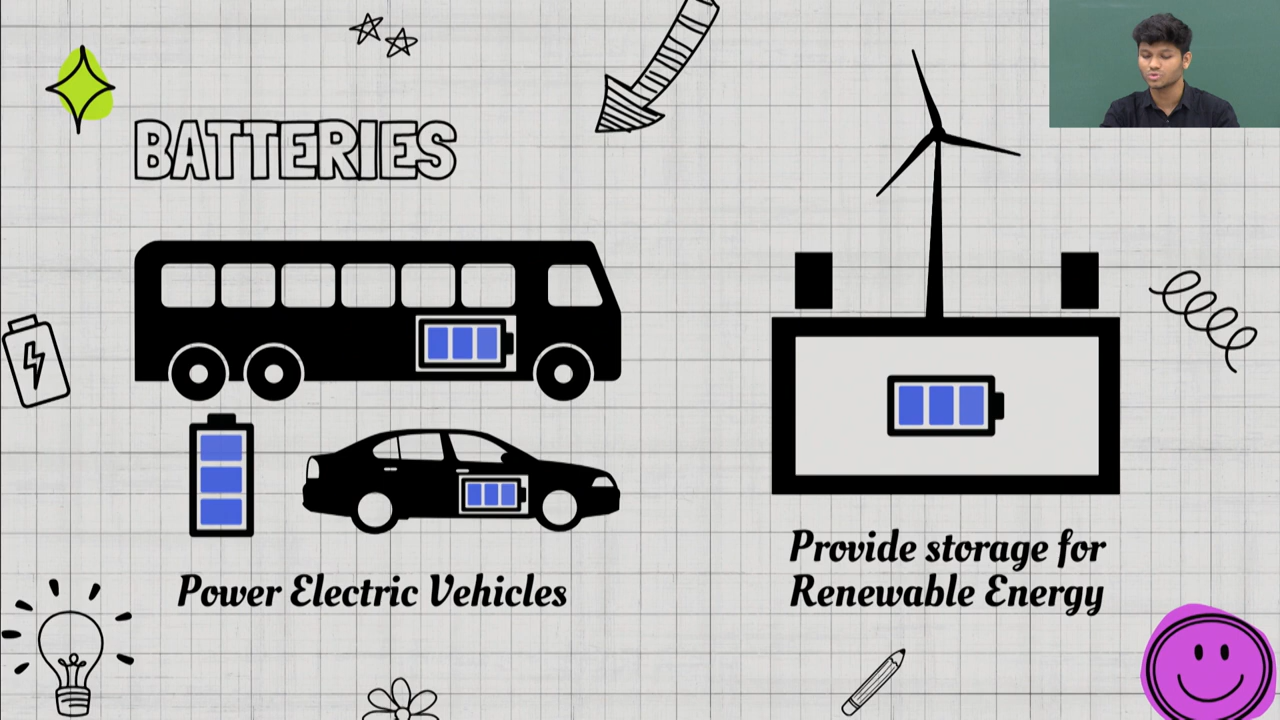 BATTERIES
Power Electric Vehicles
Provide storage for
Renewable Energy